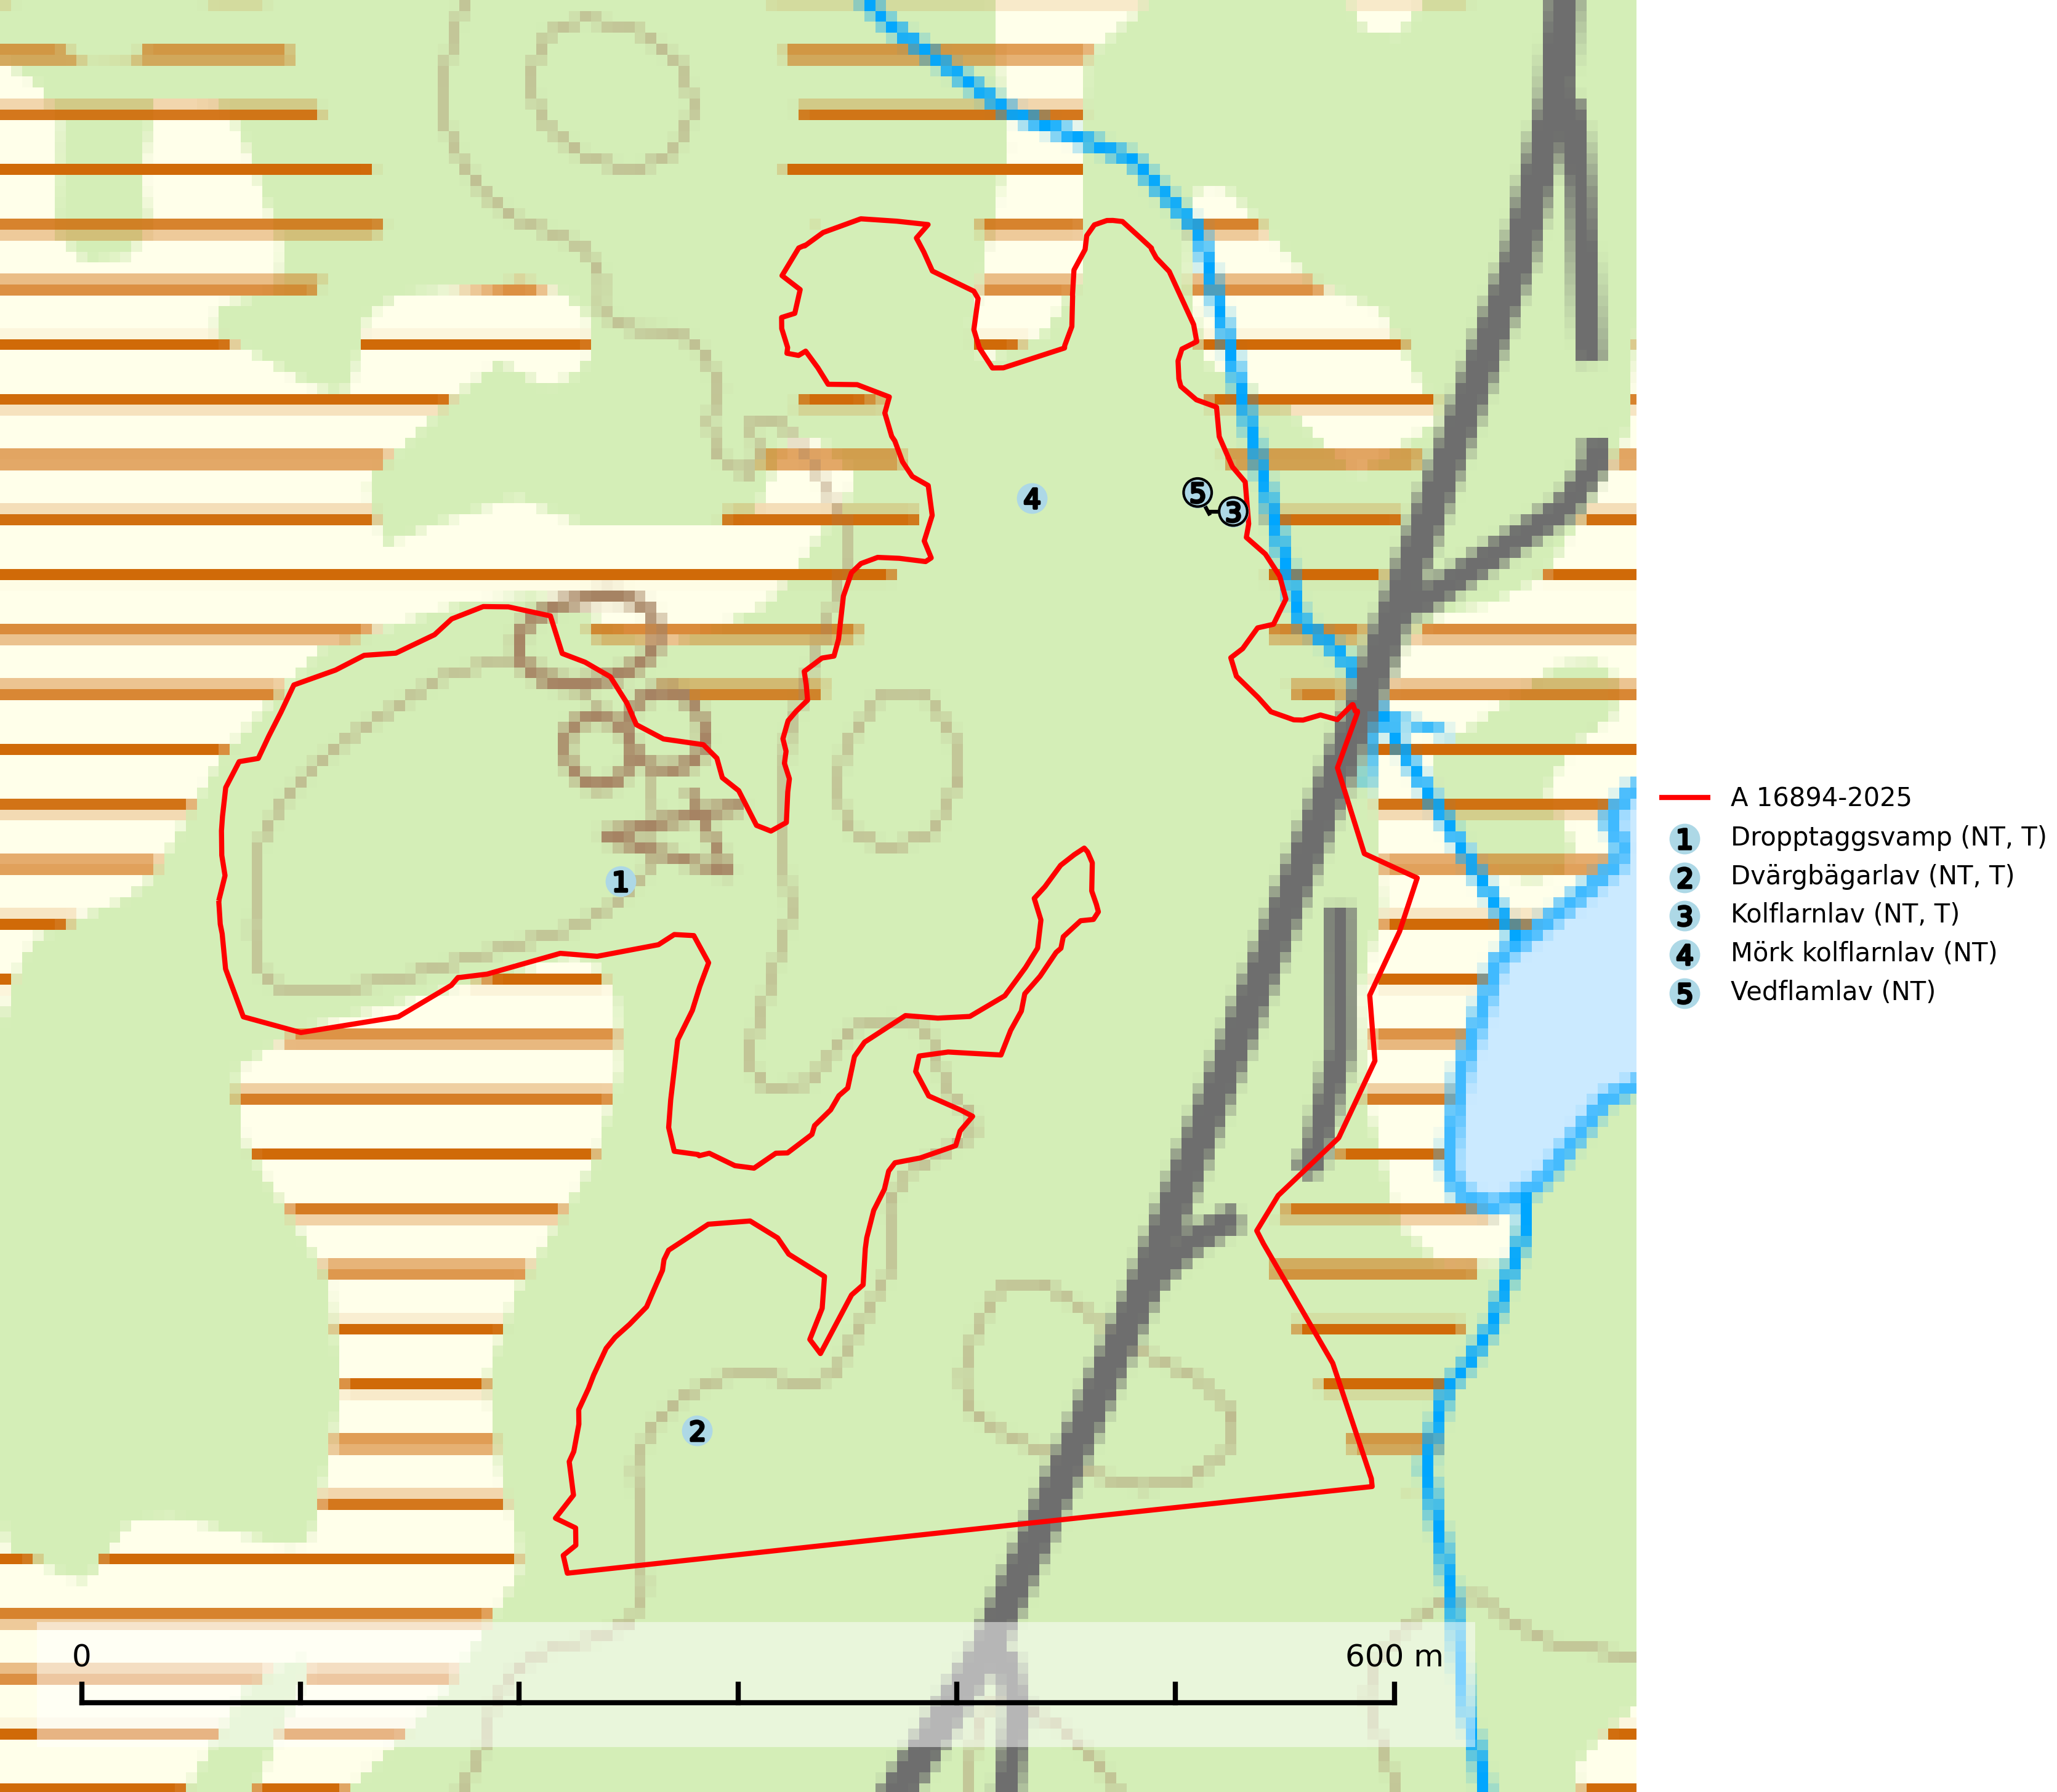 4
5
3
1
2
0
600 m
A 16894-2025
1 Dropptaggsvamp (NT, T)
2 Dvärgbägarlav (NT, T)
3 Kolflarnlav (NT, T)
4 Mörk kolflarnlav (NT)
5 Vedflamlav (NT)